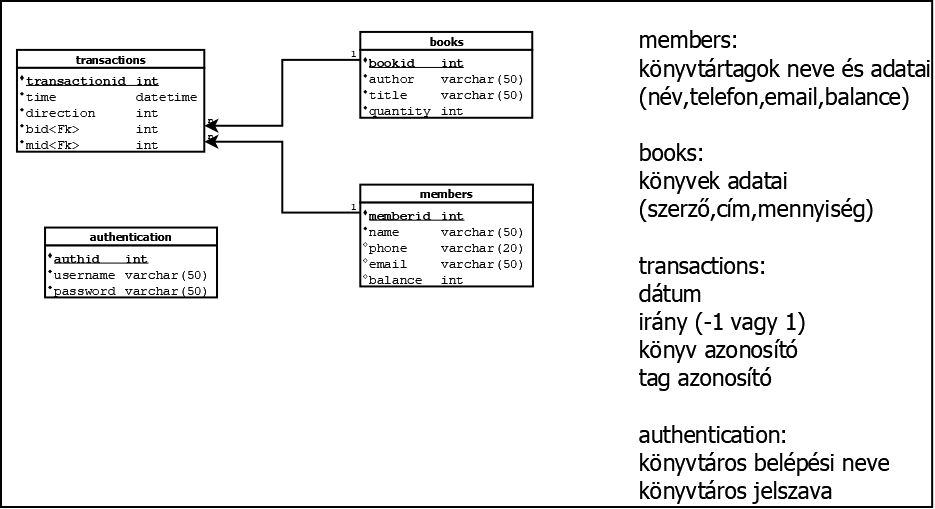 transactions
transactionid int
time datetime
direction int
bid<Fk> int
mid<Fk> int
n
n
1
books
bookid int
author varchar(50)
title varchar(50)
quantity int
1
members
memberid int
name varchar(50)
phone varchar(20)
email varchar(50)
balance int
authentication
authid int
username varchar(50)
password varchar(50)
members:
könyvtártagok neve és adatai
(név,telefon,email,balance)
books:
könyvek adatai
(szerző,cím,mennyiség)
transactions:
dátum
irány (-1 vagy 1)
könyv azonosító
tag azonosító
authentication:
könyvtáros belépési neve
könyvtáros jelszava